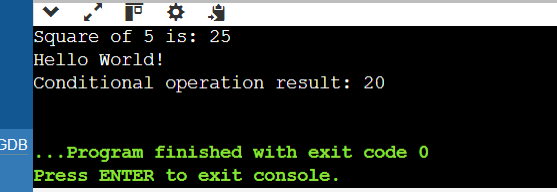 Square of 5 is: 25
Hello World!
Conditional operation result: 20
GDB
...Program finished with exit code 0
Press ENTER to exit console.